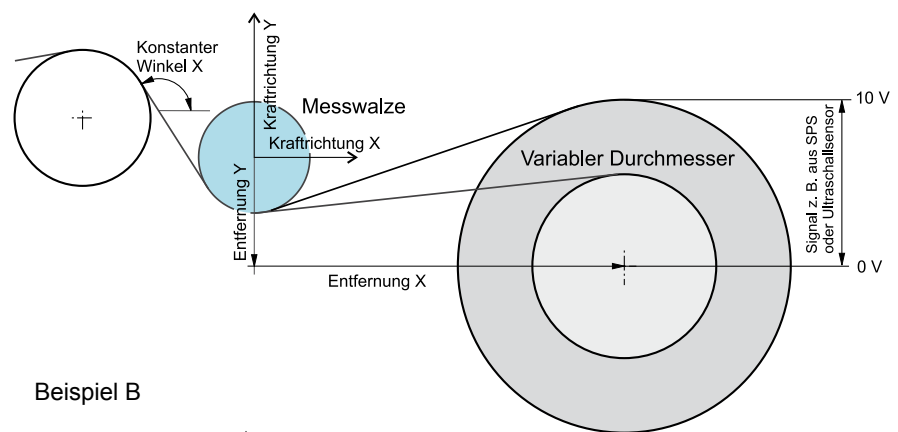 Konstanter
Winkel X
Kraftrichtung Y
Messwalze
Kraftrichtung X
Entfernung Y
Entfernung X
Variabler Durchmesser
10 V
Signal z. B. aus SPS
oder Ultraschallsensor
0 V
Beispiel B